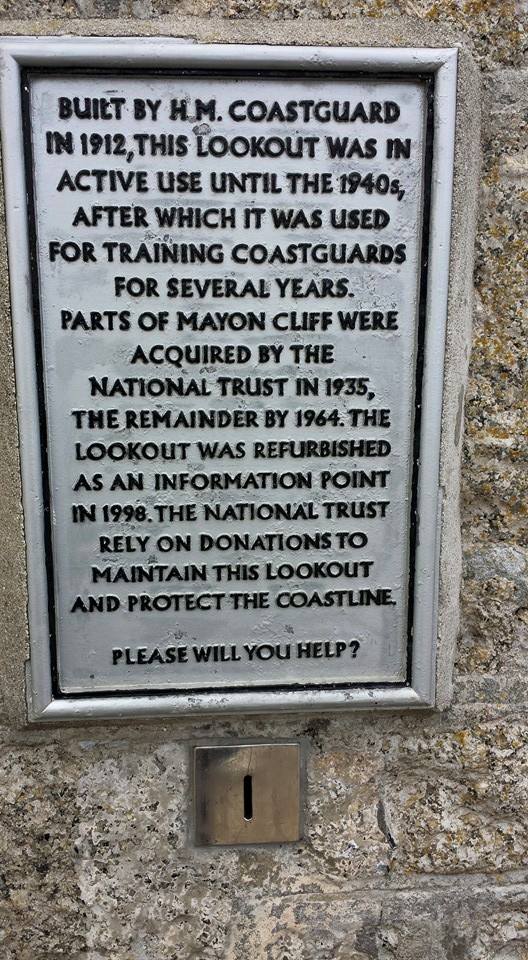 BUILT BY H.M. COASTGUARD
IN 1912, THIS LOOKOUT WAS IN
ACTIVE USE UNTIL THE 1940s,
AFTER WHICH IT WAS USED
FOR TRAINING COASTGUARDS
FOR SEVERAL YEARS.
PARTS OF MAYON CLIFF WERE
ACQUIRED BY THE
NATIONAL TRUST IN 1935,
THE REMAINDER BY 1964. THE
LOOKOUT WAS REFURBISHED
AS AN INFORMATION POINT
IN 1998. THE NATIONAL TRUST
RELY ON DONATIONS TO
MAINTAIN THIS LOOKOUT
AND PROTECT THE COASTLINE.
PLEASE WILL YOU HELP?